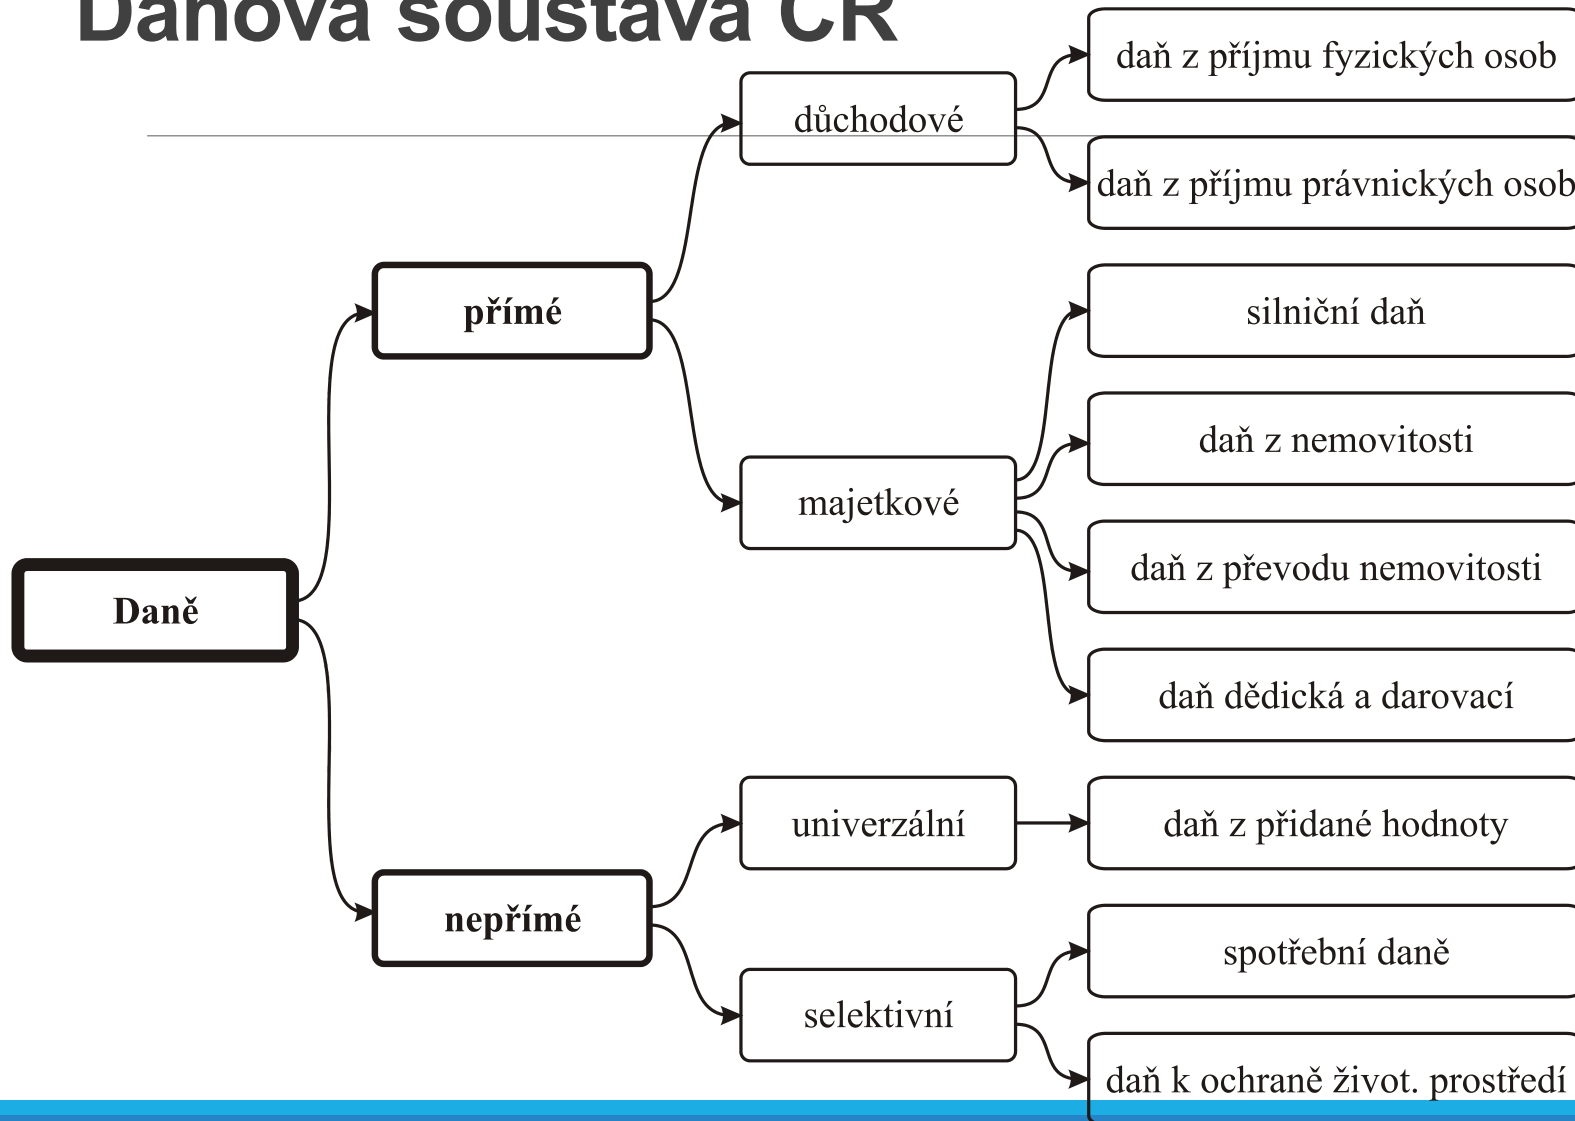 Daňová soustava ČR
daň z příjmu fyzických osob
důchodové
daň z příjmu právnických osob
přímé
silniční daň
daň z nemovitosti
majetkové
daň z převodu nemovitosti
Daně
daň dědická a darovací
univerzální
daň z přidané hodnoty
nepřímé
spotřební daně
selektivní
daň k ochraně život. prostředí